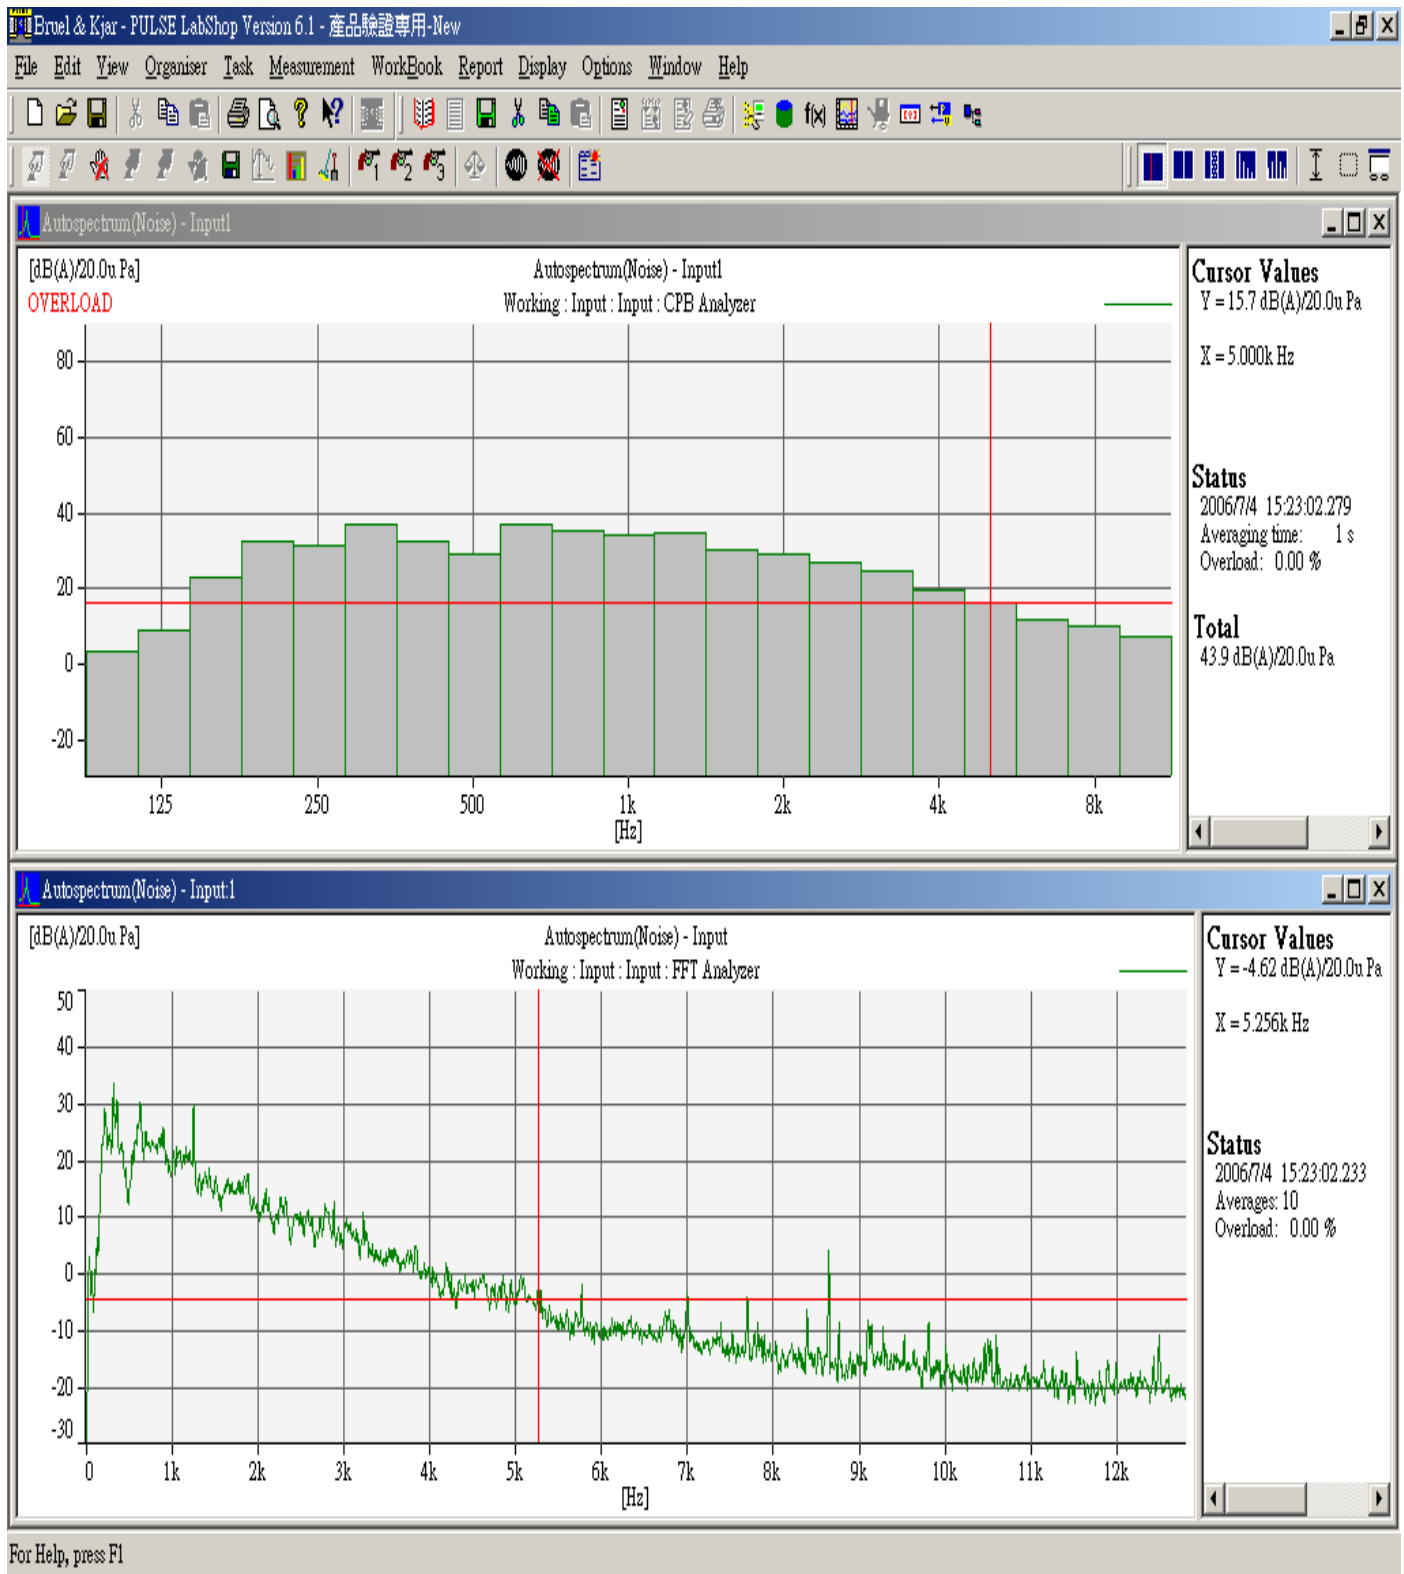 Bruel & Kjar - PULSE LabShop Version 6.1 - 產品驗證專用-New
File Edit View Organiser Task Measurement WorkBook Report Display Options Window Help
f(x)
1 2 3
Autospectrum(Noise) - Input1
[dB(A)/20.0u Pa]
Autospectrum(Noise) - Input1
OVERLOAD
Working : Input : Input : CPB Analyzer
80
60
40
20
0
-20
125 250 500 1k 2k 4k 8k
[Hz]
Cursor Values
Y = 15.7 dB(A)/20.0u Pa
X = 5.000k Hz
Status
2006/7/4 15:23:02.279
Averaging time: 1 s
Overload: 0.00 %
Total
43.9 dB(A)/20.0u Pa
Autospectrum(Noise) - Input:1
[dB(A)/20.0u Pa]
Autospectrum(Noise) - Input
Working : Input : Input : FFT Analyzer
50
40
30
20
10
0
-10
-20
-30
0 1k 2k 3k 4k 5k 6k 7k 8k 9k 10k 11k 12k
[Hz]
Cursor Values
Y = -4.62 dB(A)/20.0u Pa
X = 5.256k Hz
Status
2006/7/4 15:23:02.233
Averages: 10
Overload: 0.00 %
For Help, press F1